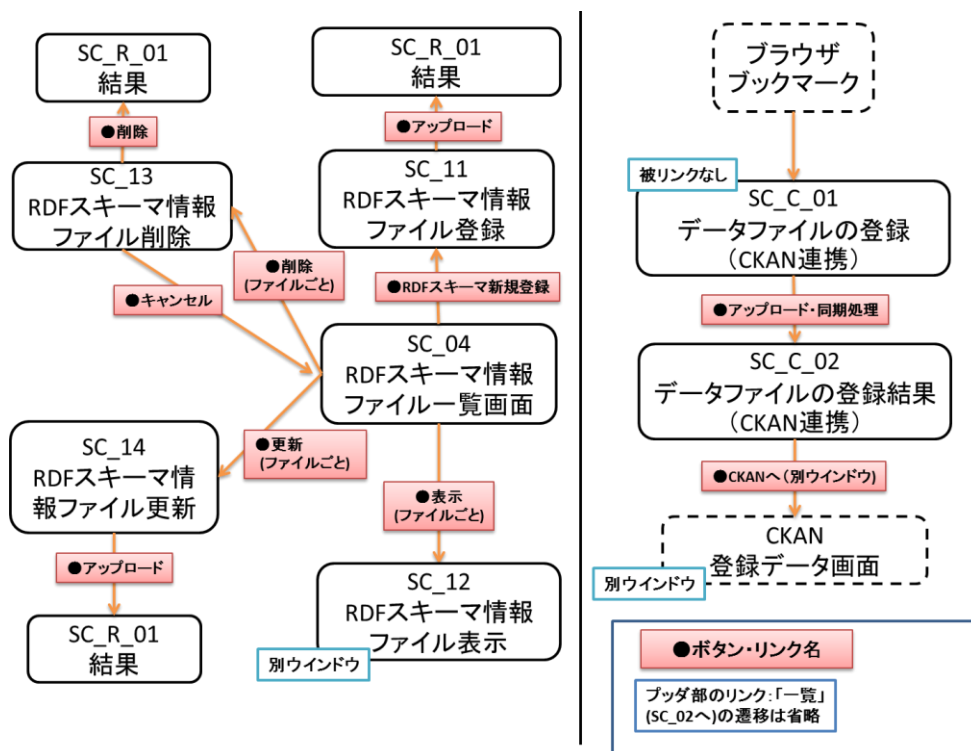 SC_R_01
結果
●削除
SC_13
RDFスキーマ情報
ファイル削除
●キャンセル
●削除
(ファイルごと)
SC_R_01
結果
●アップロード
SC_11
RDFスキーマ情報
ファイル登録
●RDFスキーマ新規登録
SC_04
RDFスキーマ情報
ファイル一覧画面
●更新
(ファイルごと)
SC_14
RDFスキーマ情
報ファイル更新
●アップロード
SC_R_01
結果
●表示
(ファイルごと)
SC_12
RDFスキーマ情報
ファイル表示
別ウインドウ
ブラウザ
ブックマーク
被リンクなし
SC_C_01
データファイルの登録
（CKAN連携）
●アップロード・同期処理
SC_C_02
データファイルの登録結果
（CKAN連携）
●CKANへ（別ウインドウ)
CKAN
登録データ画面
別ウインドウ
●ボタン・リンク名
プッダ部のリンク：「一覧」
(SC_02へ)の遷移は省略